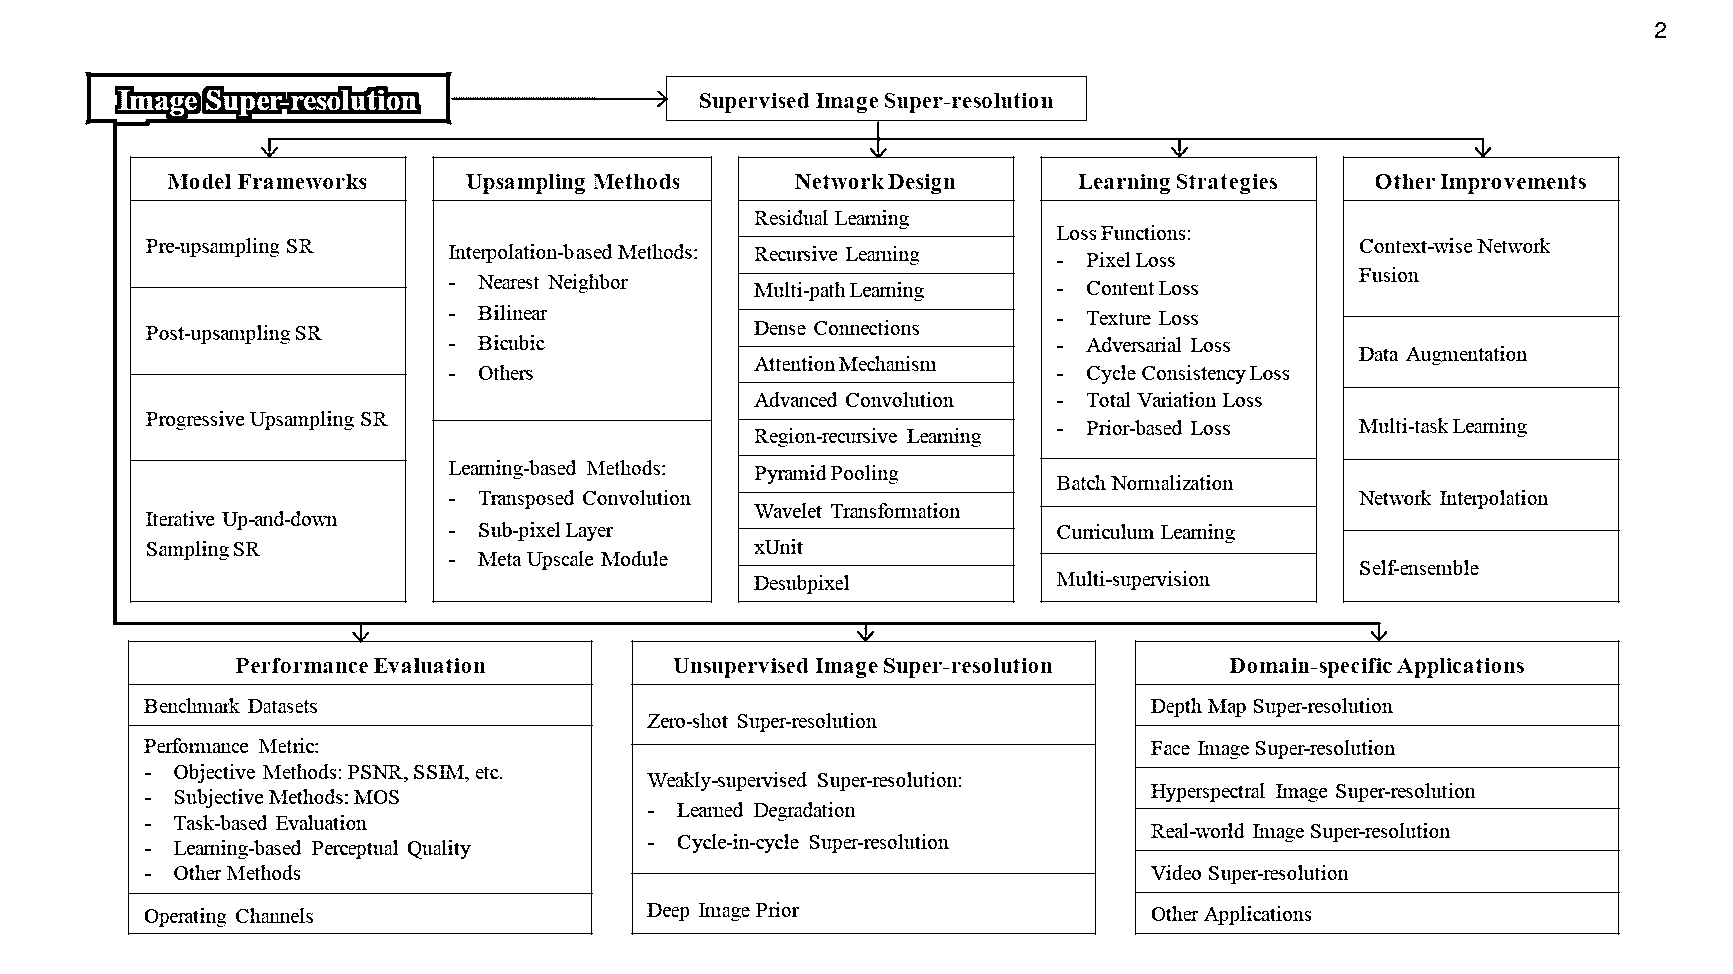 2
Image Super-resolution
Supervised Image Super-resolution
Model Frameworks
Pre-upsampling SR
Post-upsampling SR
Progressive Upsampling SR
Iterative Up-and-down
Sampling SR
Upsampling Methods
Interpolation-based Methods:
- Nearest Neighbor
- Bilinear
- Bicubic
- Others
Learning-based Methods:
- Transposed Convolution
- Sub-pixel Layer
- Meta Upscale Module
Network Design
Residual Learning
Recursive Learning
Multi-path Learning
Dense Connections
Attention Mechanism
Advanced Convolution
Region-recursive Learning
Pyramid Pooling
Wavelet Transformation
xUnit
Desubpixel
Learning Strategies
Loss Functions:
- Pixel Loss
- Content Loss
- Texture Loss
- Adversarial Loss
- Cycle Consistency Loss
- Total Variation Loss
- Prior-based Loss
Batch Normalization
Curriculum Learning
Multi-supervision
Other Improvements
Context-wise Network
Fusion
Data Augmentation
Multi-task Learning
Network Interpolation
Self-ensemble
Performance Evaluation
Benchmark Datasets
Performance Metric:
- Objective Methods: PSNR, SSIM, etc.
- Subjective Methods: MOS
- Task-based Evaluation
- Learning-based Perceptual Quality
- Other Methods
Operating Channels
Unsupervised Image Super-resolution
Zero-shot Super-resolution
Weakly-supervised Super-resolution:
- Learned Degradation
- Cycle-in-cycle Super-resolution
Deep Image Prior
Domain-specific Applications
Depth Map Super-resolution
Face Image Super-resolution
Hyperspectral Image Super-resolution
Real-world Image Super-resolution
Video Super-resolution
Other Applications